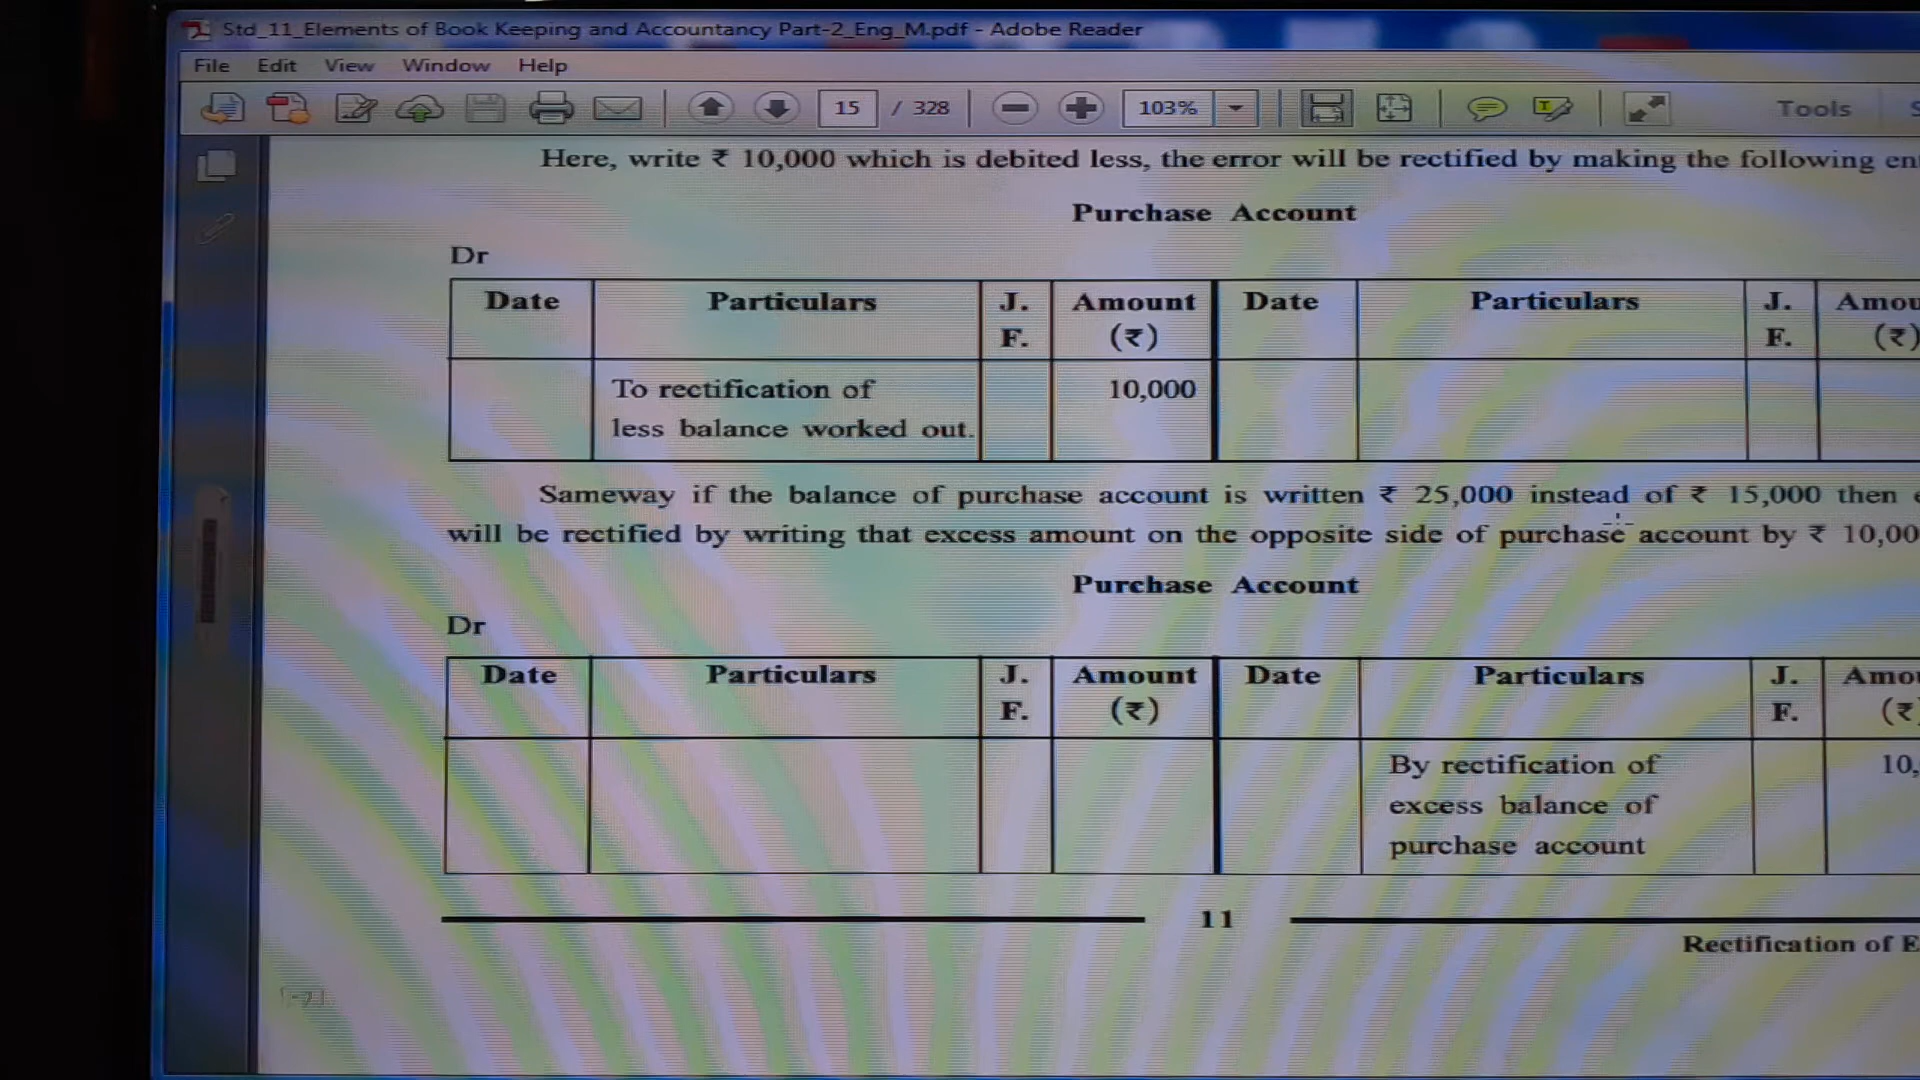 Std_11_Elements of Book Keeping and Accountancy Part-2_Eng_M.pdf - Adobe Reader
File Edit View Window Help
15 / 328 103% Tools
Here, write ₹ 10,000 which is debited less, the error will be rectified by making the following
Purchase Account
Dr
Date Particulars J. F. Amount (₹) Date Particulars J. F. Amou (₹)
To rectification of 10,000
less balance worked out.
Sameway if the balance of purchase account is written ₹ 25,000 instead of ₹ 15,000 then
will be rectified by writing that excess amount on the opposite side of purchase account by ₹ 10,00
Purchase Account
Dr
Date Particulars J. F. Amount (₹) Date Particulars J. F. Amou (₹)
By rectification of 10,
excess balance of
purchase account
11
Rectification of E